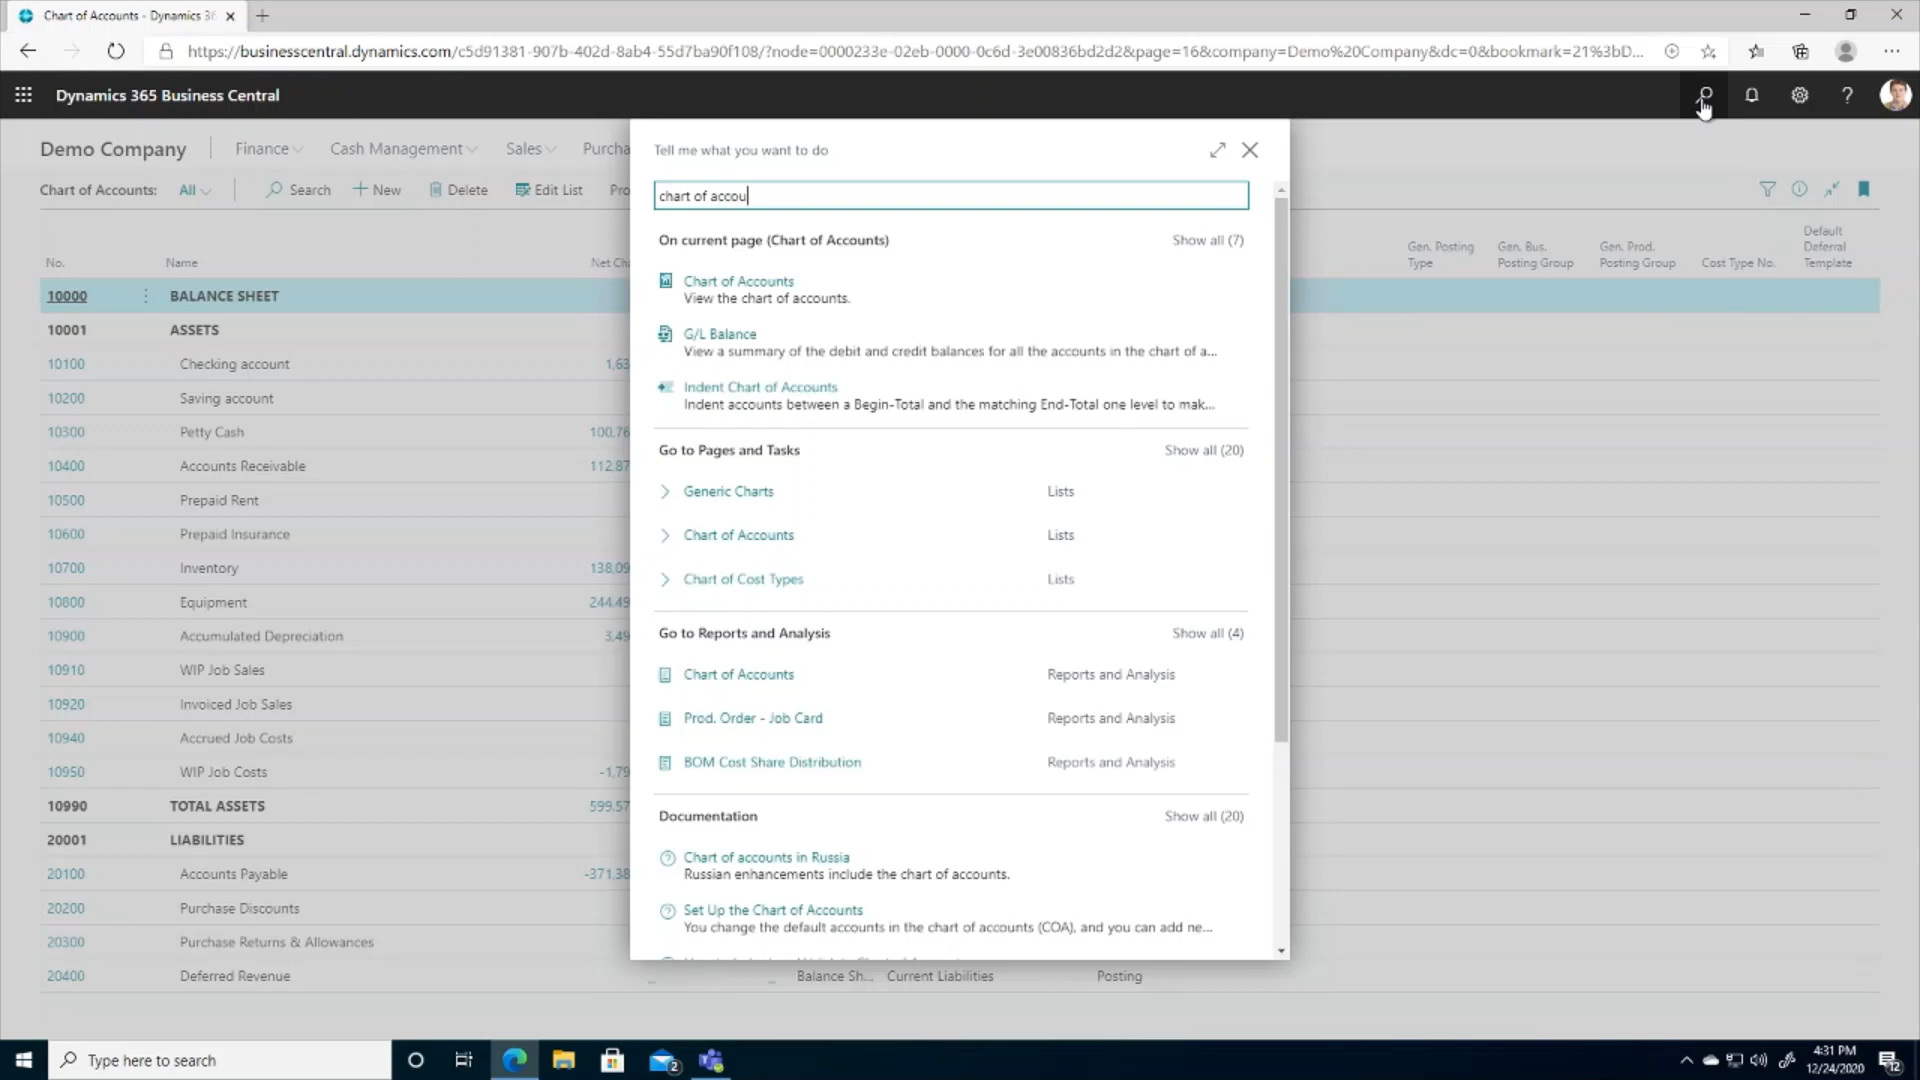 Chart of Accounts - Dynamics 36
https://businesscentral.dynamics.com/c5d91381-907b-402d-8ab4-55d7ba90f108/?node=0000233e-02eb-0000-0c6d-3e00836bd2d2&page=16&company=Demo%20Company&dc=0&bookmark=21%3bD...
Dynamics 365 Business Central
Demo Company
Finance
Cash Management
Sales
Purcha
Chart of Accounts:
All
Search
New
Delete
Edit List
Pro
No.
Name
Net Cha
Gen. Posting
Type
Gen. Bus.
Posting Group
Gen. Prod.
Posting Group
Cost Type No.
Default
Deferral
Template
10000 BALANCE SHEET
10001 ASSETS
10100 Checking account 1,63
10200 Saving account
10300 Petty Cash 100,76
10400 Accounts Receivable 112,87
10500 Prepaid Rent
10600 Prepaid Insurance
10700 Inventory 138,09
10800 Equipment 244,49
10900 Accumulated Depreciation 3,49
10910 WIP Job Sales
10920 Invoiced Job Sales
10940 Accrued Job Costs
10950 WIP Job Costs -1,79
10990 TOTAL ASSETS 599,57
20001 LIABILITIES
20100 Accounts Payable -371,38
20200 Purchase Discounts
20300 Purchase Returns & Allowances
20400 Deferred Revenue Balance Sh... Current Liabilities Posting
Tell me what you want to do
chart of accou
On current page (Chart of Accounts) Show all (7)
Chart of Accounts
View the chart of accounts.
G/L Balance
View a summary of the debit and credit balances for all the accounts in the chart of a...
Indent Chart of Accounts
Indent accounts between a Begin-Total and the matching End-Total one level to mak...
Go to Pages and Tasks Show all (20)
Generic Charts Lists
Chart of Accounts Lists
Chart of Cost Types Lists
Go to Reports and Analysis Show all (4)
Chart of Accounts Reports and Analysis
Prod. Order - Job Card Reports and Analysis
BOM Cost Share Distribution Reports and Analysis
Documentation Show all (20)
Chart of accounts in Russia
Russian enhancements include the chart of accounts.
Set Up the Chart of Accounts
You change the default accounts in the chart of accounts (COA), and you can add ne...
Type here to search
2
4:31 PM
12/24/2020
12